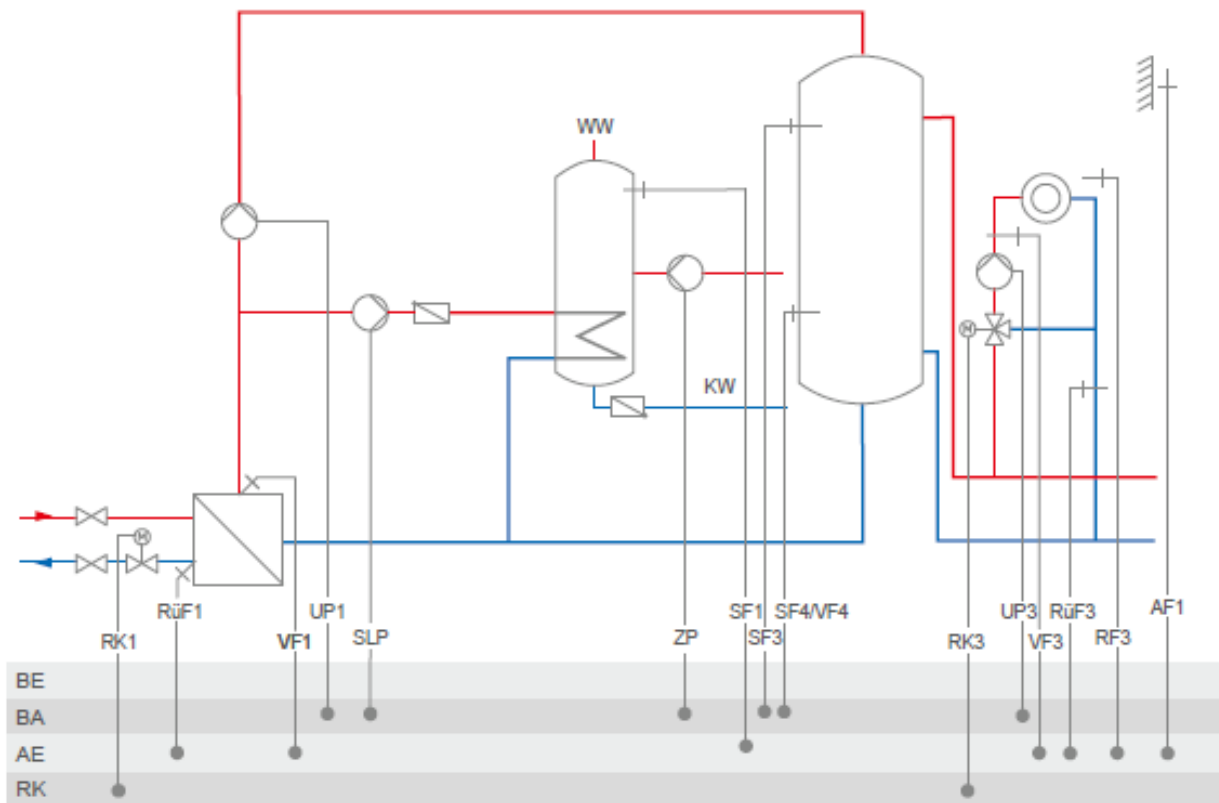 WW
KW
RüF1
UP1
SF1
SF4/VF4
UP3
RüF3
AF1
RK1
VF1
SLP
ZP
SF3
RK3
VF3
RF3
BE
BA
AE
RK